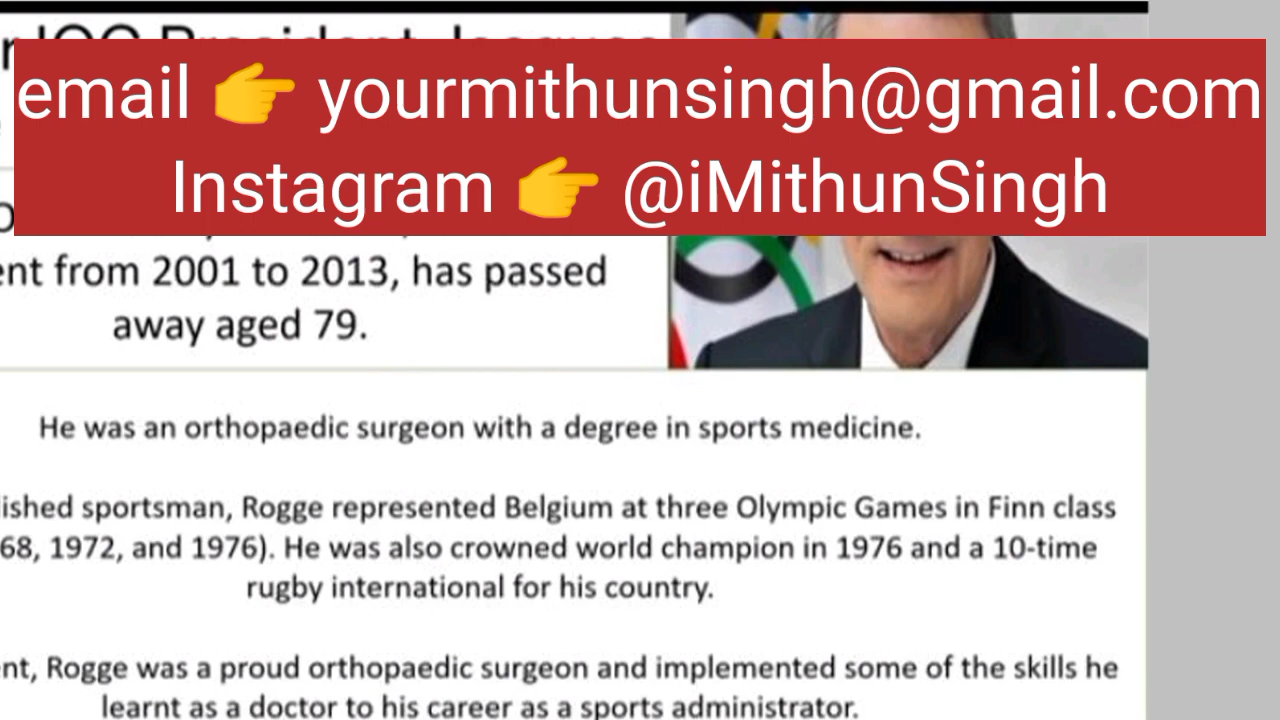 email 👉 yourmithunsingh@gmail.com
Instagram 👉 @iMithunSingh
ent from 2001 to 2013, has passed
away aged 79.
He was an orthopaedic surgeon with a degree in sports medicine.
lished sportsman, Rogge represented Belgium at three Olympic Games in Finn class
68, 1972, and 1976). He was also crowned world champion in 1976 and a 10-time
rugby international for his country.
nt, Rogge was a proud orthopaedic surgeon and implemented some of the skills he
learnt as a doctor to his career as a sports administrator.